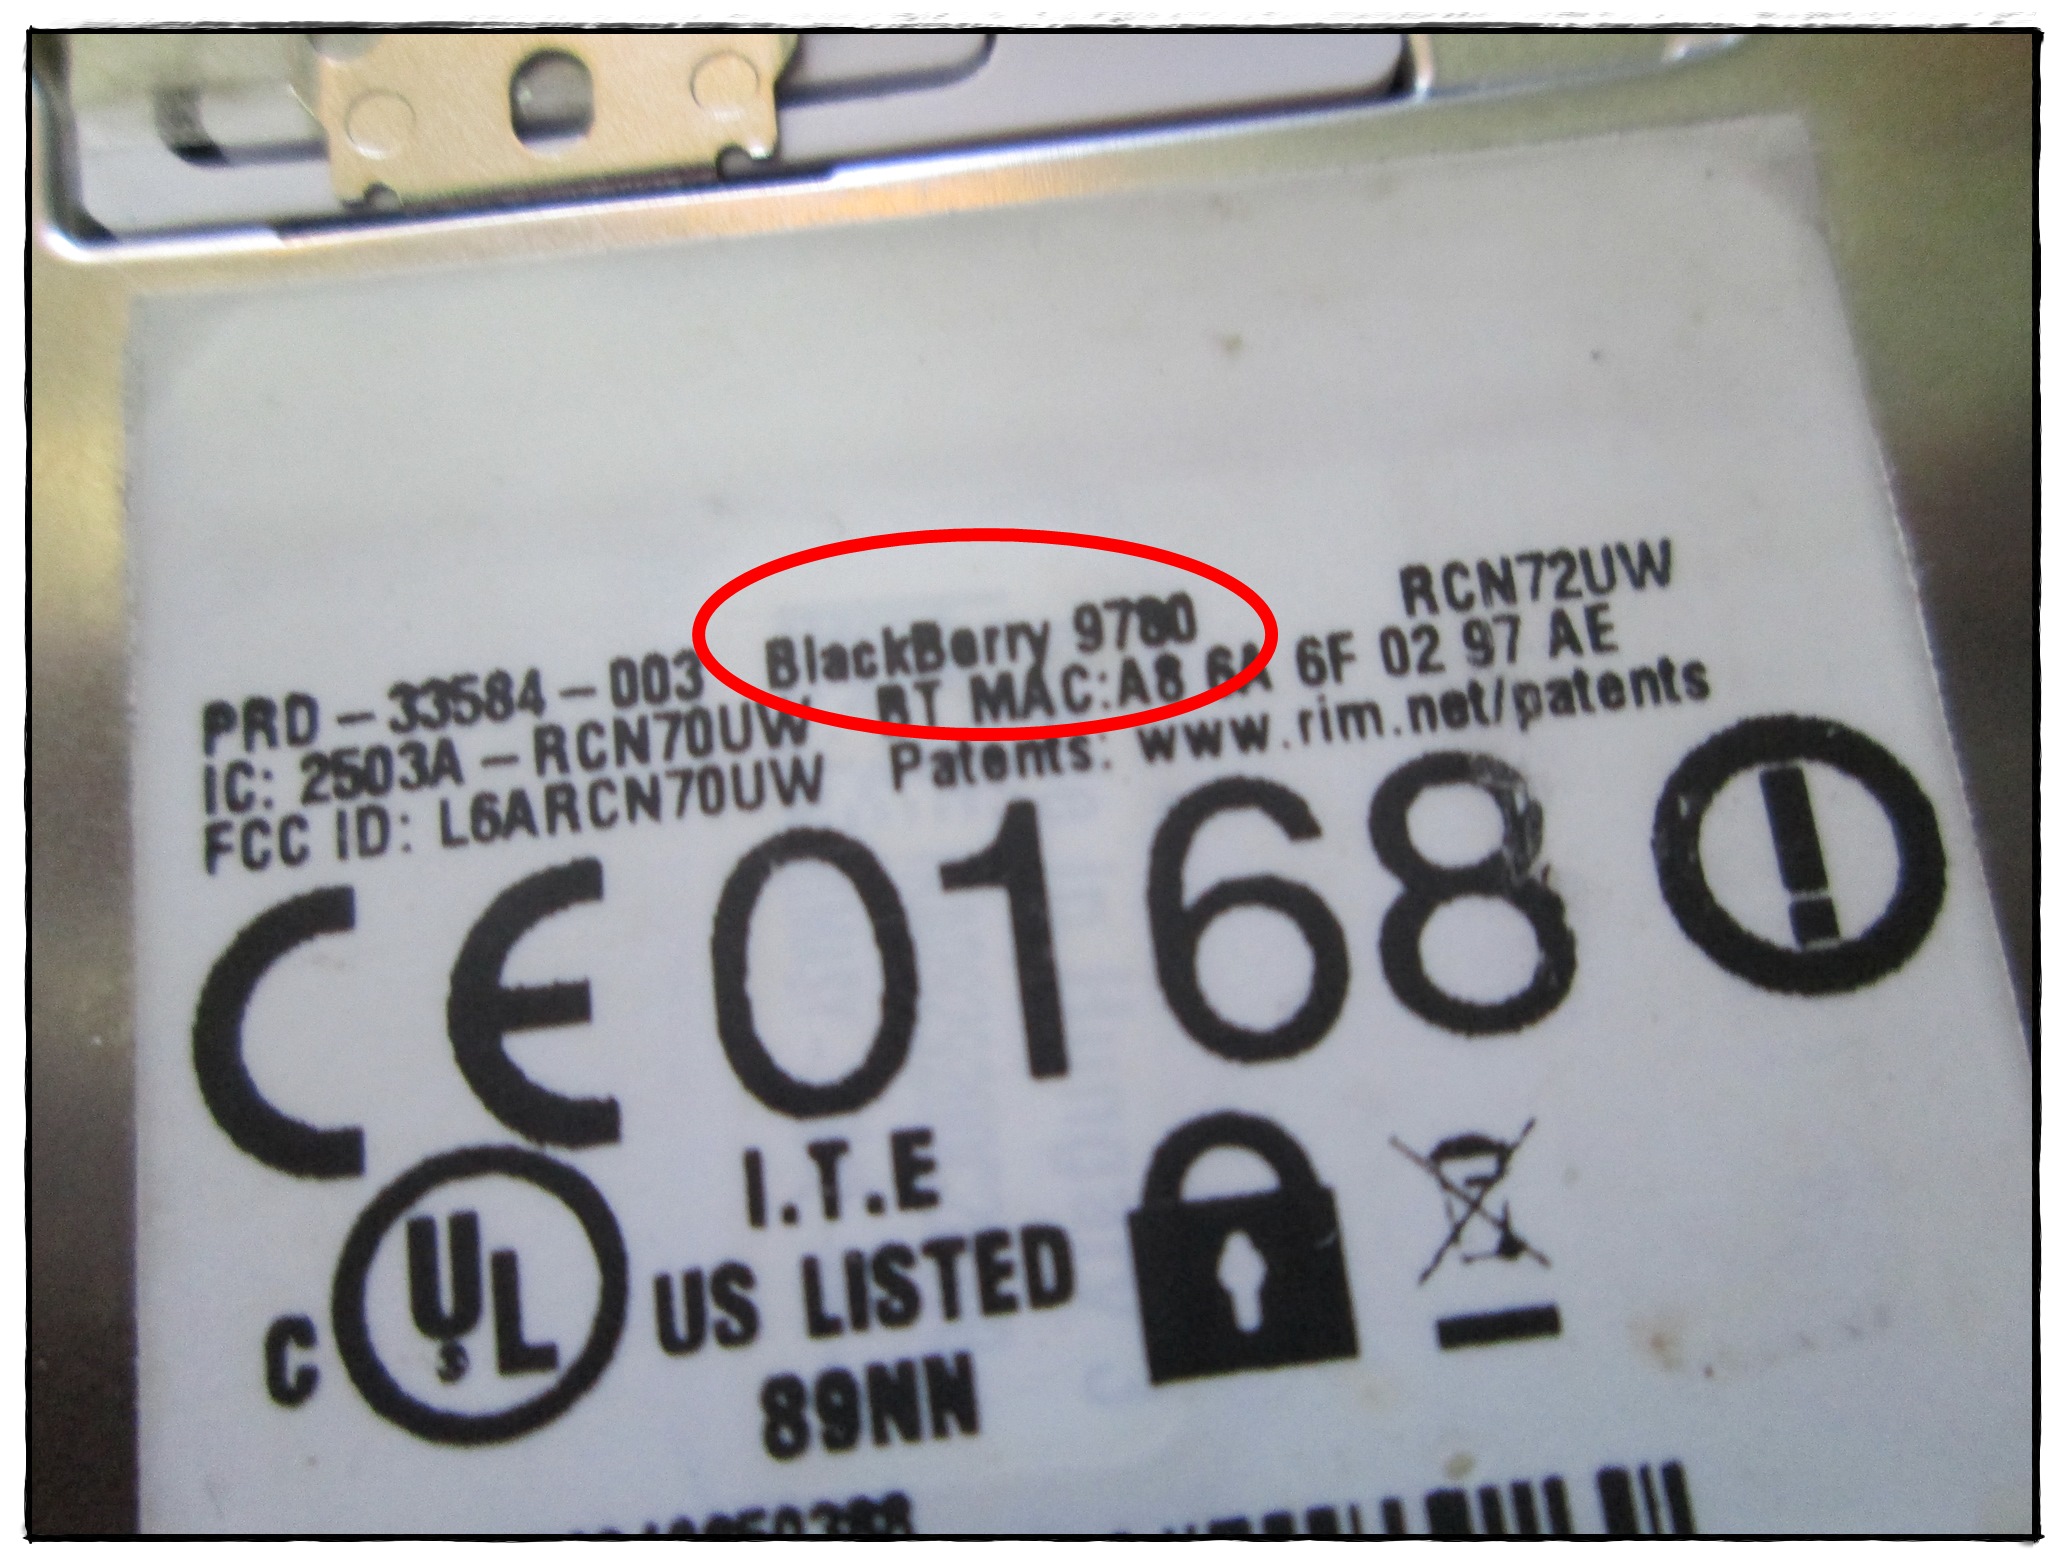 PRD-33584-003 BlackBerry 9780 RCN72UW
IC: 2503A-RCN70UW BT MAC:A8 6A 6F 02 97 AE
FCC ID: L6ARCN70UW Patents: www.rim.net/patents
CE 0168
I.T.E
C UL US LISTED
89NN